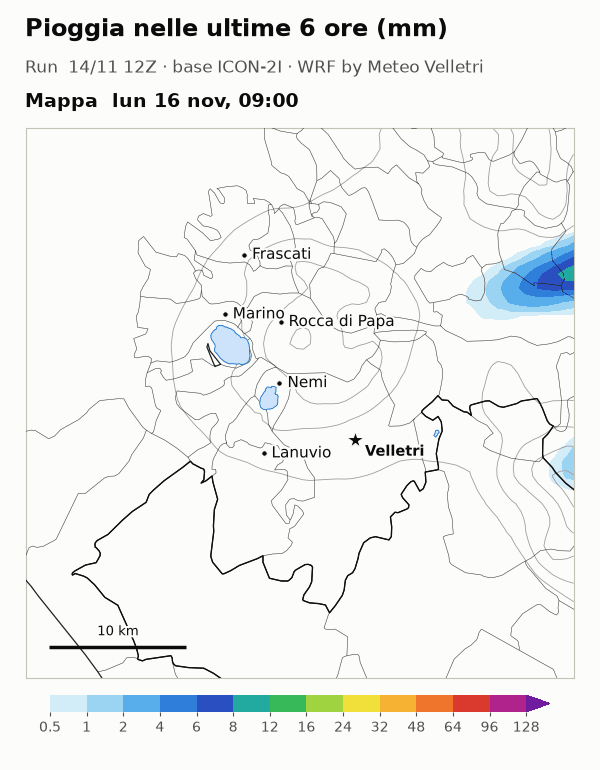 Pioggia nelle ultime 6 ore (mm)
Run 14/11 12Z · base ICON-2I · WRF by Meteo Velletri
Mappa lun 16 nov, 09:00
Frascati
Marino
Rocca di Papa
Nemi
Velletri
Lanuvio
10 km
0.5 1 2 4 6 8 12 16 24 32 48 64 96 128